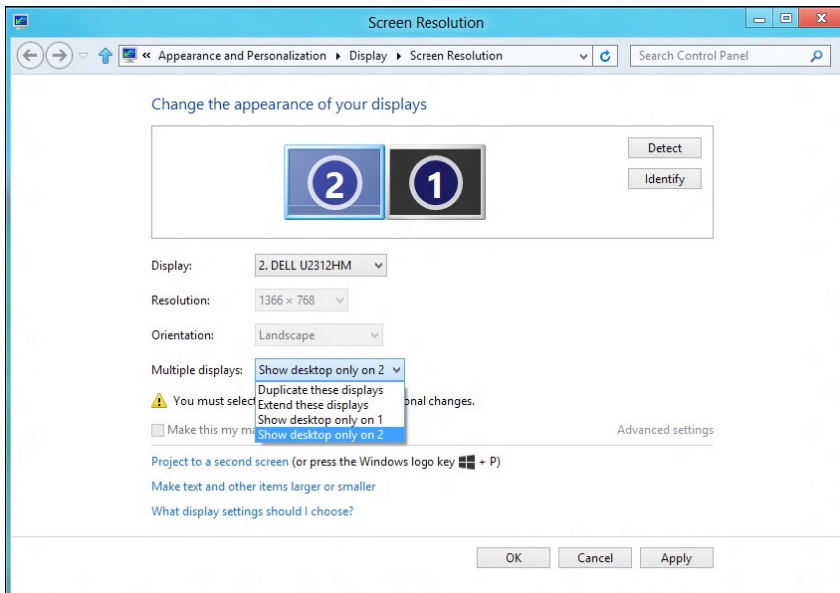 Screen Resolution
« Appearance and Personalization ▸ Display ▸ Screen Resolution
Search Control Panel
Change the appearance of your displays
2
1
Detect
Identify
Display: 2. DELL U2312HM
Resolution: 1366 × 768
Orientation: Landscape
Multiple displays: Show desktop only on 2
Duplicate these displays
Extend these displays
Show desktop only on 1
Show desktop only on 2
You must select onal changes.
Make this my ma
Advanced settings
Project to a second screen (or press the Windows logo key + P)
Make text and other items larger or smaller
What display settings should I choose?
OK Cancel Apply